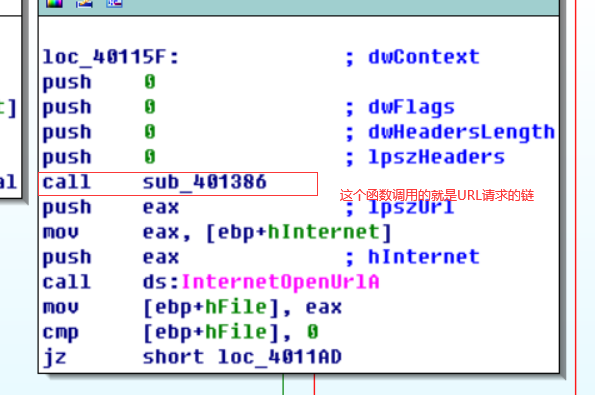 loc_40115F: ; dwContext
push 0
push 0 ; dwFlags
push 0 ; dwHeadersLength
push 0 ; lpszHeaders
call sub_401386
这个函数调用的就是URL请求的链
push eax ; lpszUrl
mov eax, [ebp+hInternet]
push eax ; hInternet
call ds:InternetOpenUrlA
mov [ebp+hFile], eax
cmp [ebp+hFile], 0
jz short loc_4011AD
t]
al